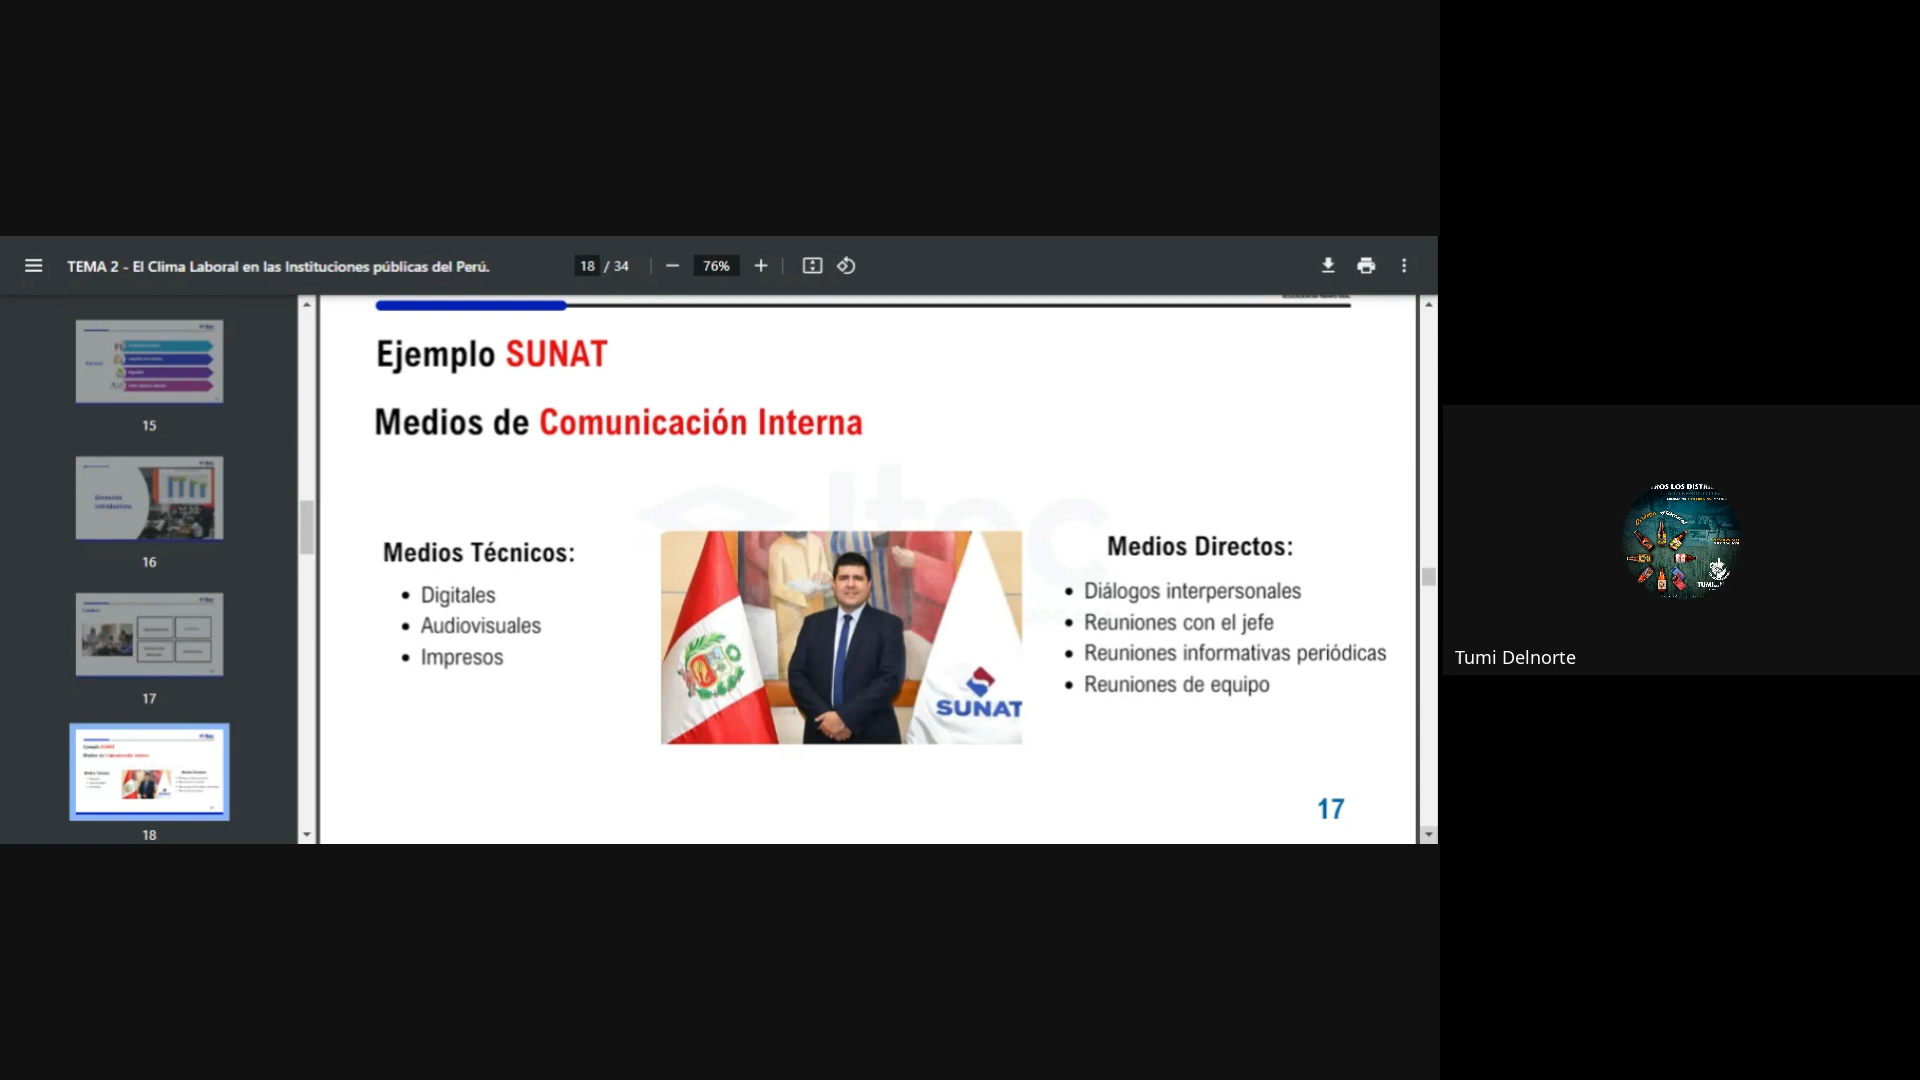 TEMA 2 - El Clima Laboral en las Instituciones públicas del Perú.
18 / 34
76%
15
16
17
18
Ejemplo SUNAT
Medios de Comunicación Interna
Medios Técnicos:
• Digitales
• Audiovisuales
• Impresos
SUNAT
Medios Directos:
• Diálogos interpersonales
• Reuniones con el jefe
• Reuniones informativas periódicas
• Reuniones de equipo
17
Tumi Delnorte